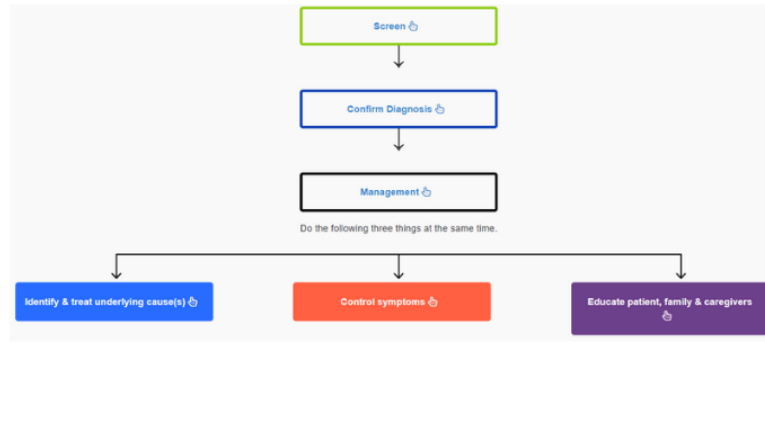 Screen
Confirm Diagnosis
Management
Do the following three things at the same time.
Identify & treat underlying cause(s)
Control symptoms
Educate patient, family & caregivers